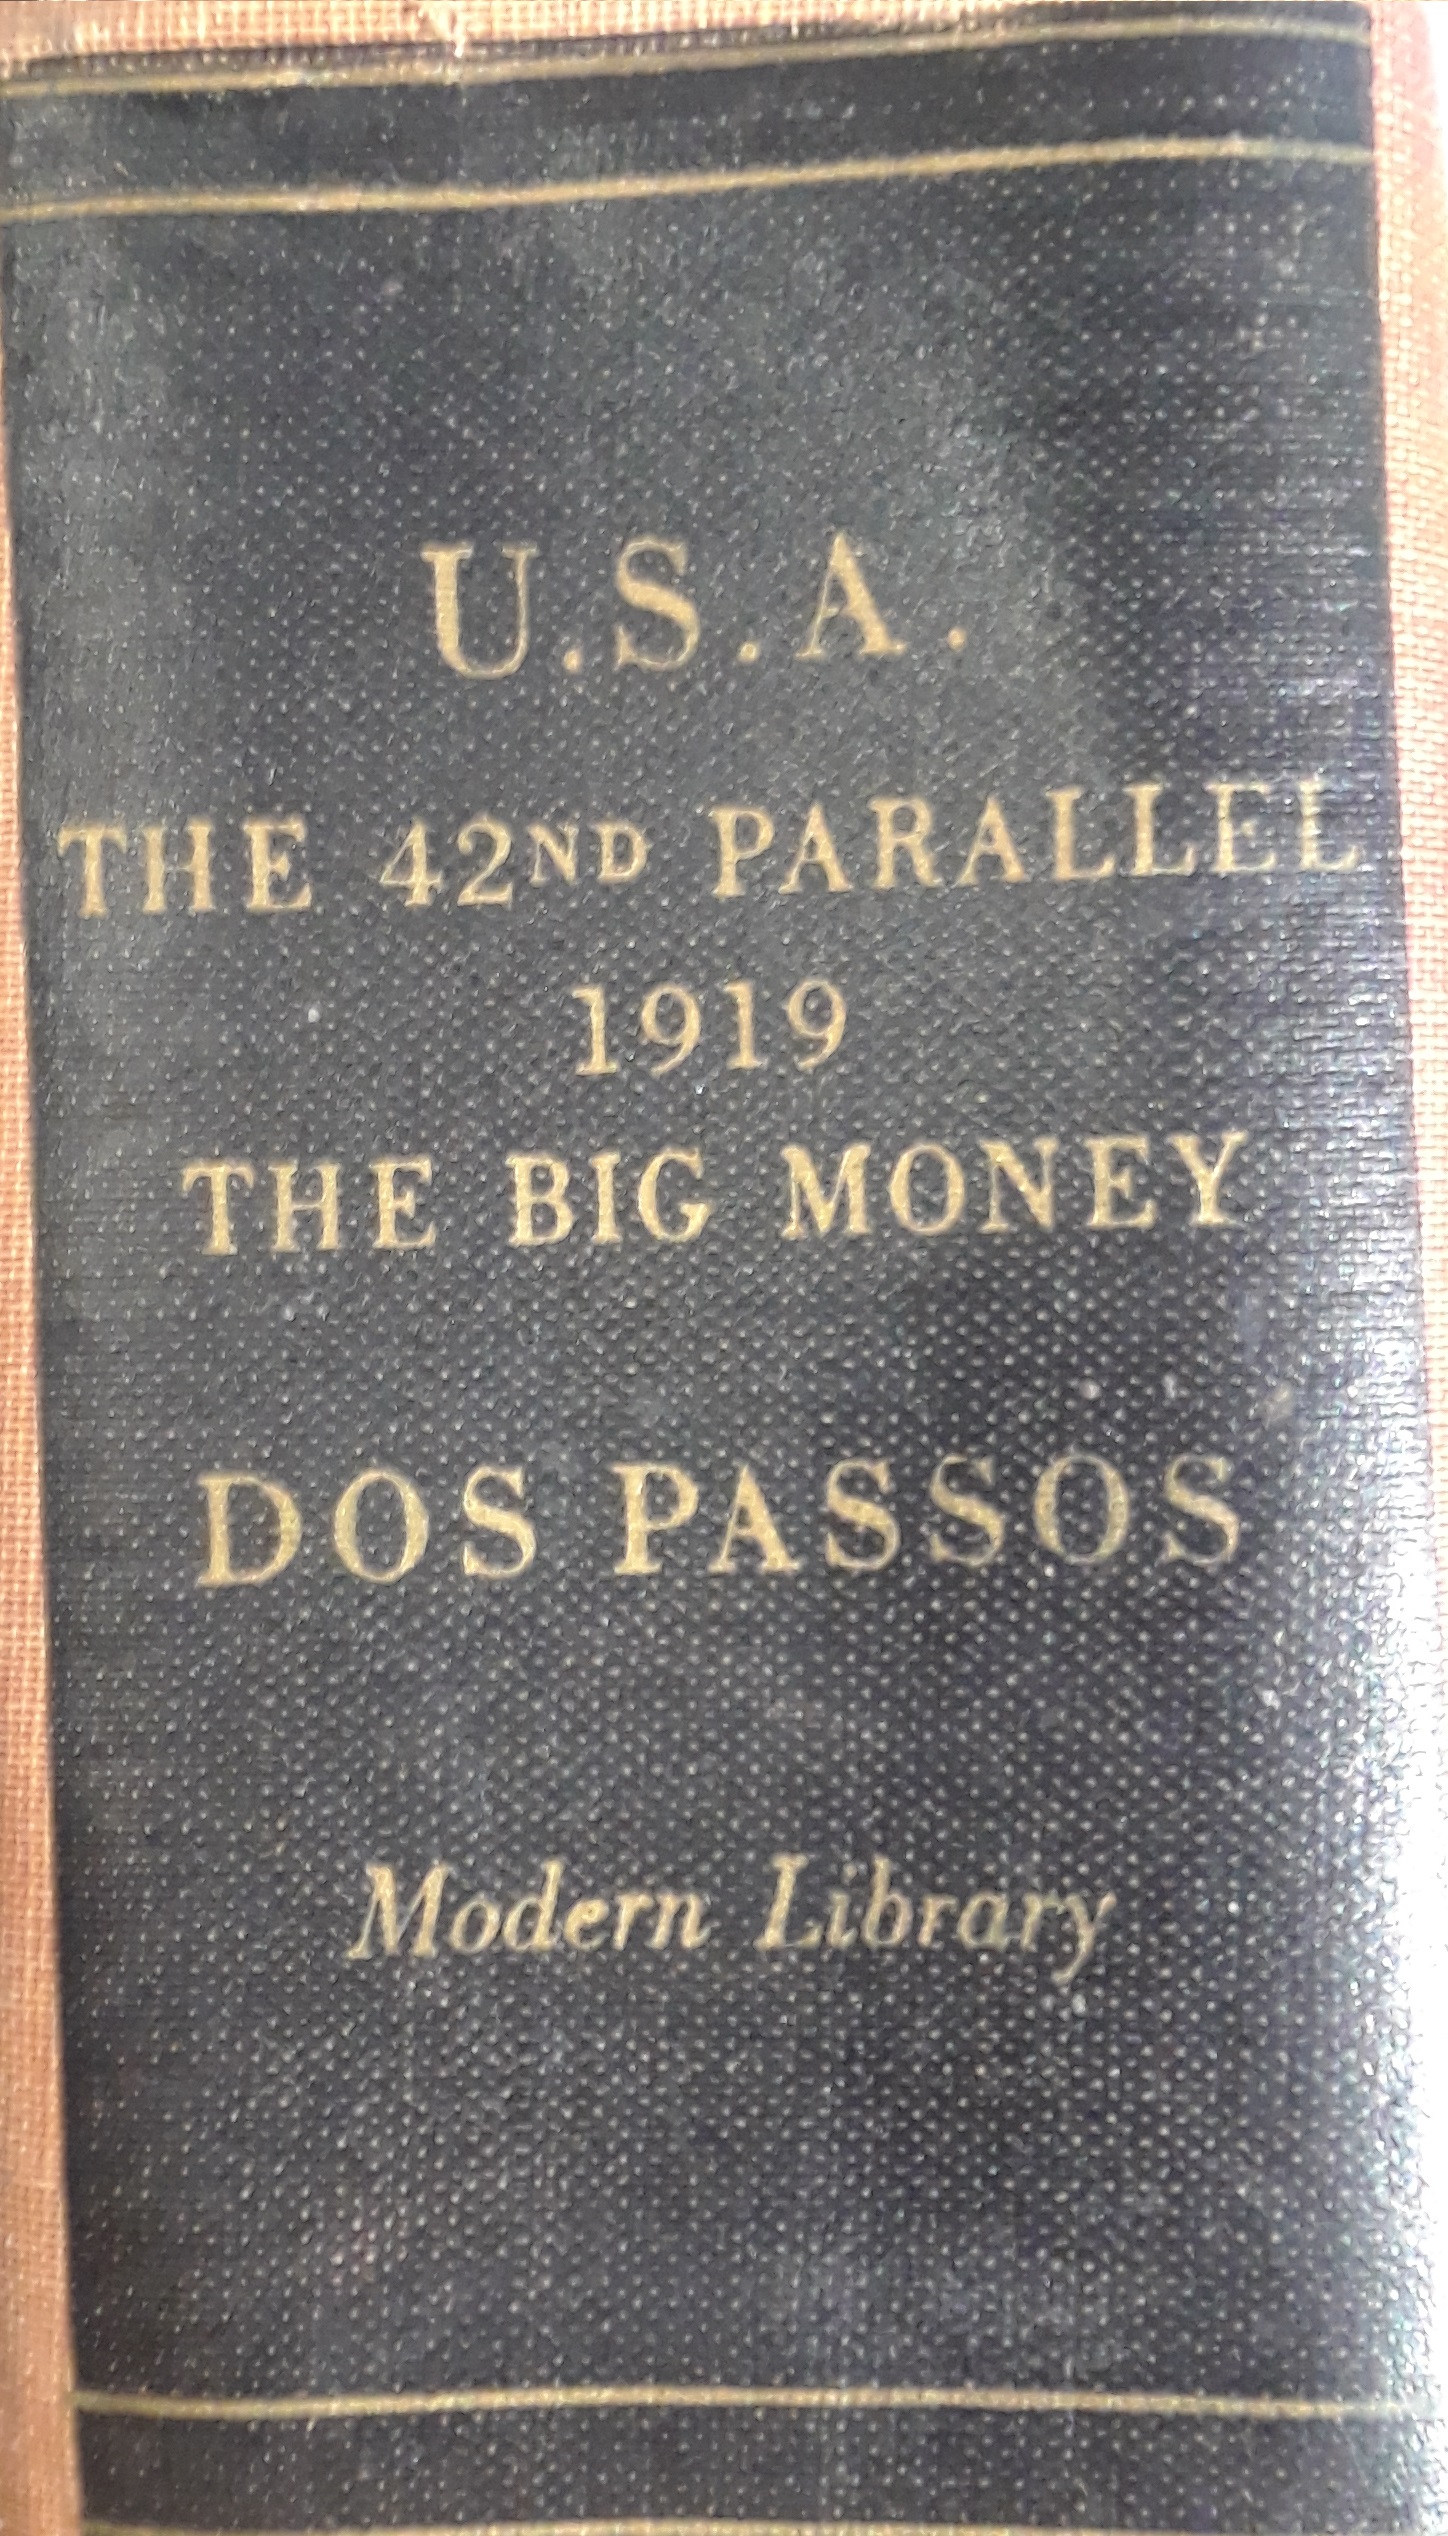 U.S.A.
THE 42ND PARALLEL
1919
THE BIG MONEY
DOS PASSOS
Modern Library